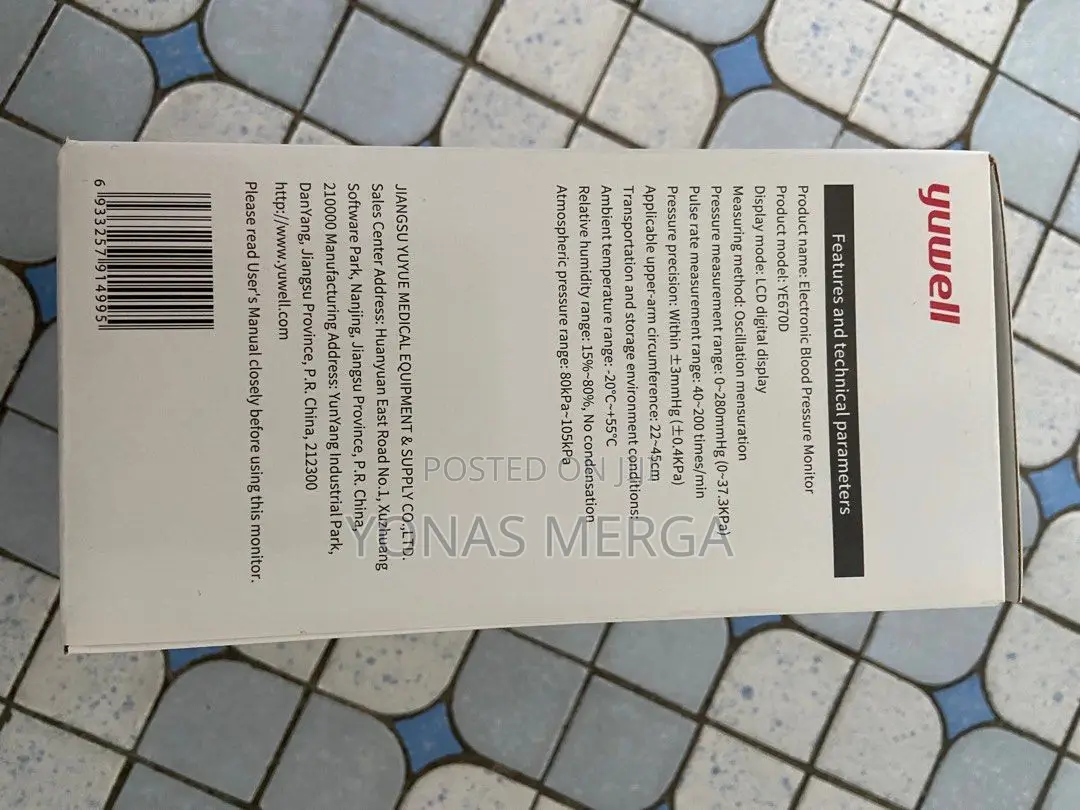 yuwell
Features and technical parameters
Product name: Electronic Blood Pressure Monitor
Product model: YE670D
Display mode: LCD digital display
Measuring method: Oscillation mensuration
Pressure measurement range: 0~280mmHg (0~37.3KPa)
Pulse rate measurement range: 40~200 times/min
Pressure precision: Within ±3mmHg (±0.4KPa)
Applicable upper-arm circumference: 22~45cm
Transportation and storage environment conditions:
Ambient temperature range: -20°C~+55°C
Relative humidity range: 15%~80%, No condensation
Atmospheric pressure range: 80kPa~105kPa
JIANGSU YUYUE MEDICAL EQUIPMENT & SUPPLY CO.,LTD.
Sales Center Address: Huanyuan East Road No.1, Xuzhuang
Software Park, Nanjing, Jiangsu Province, P.R. China,
210000 Manufacturing Address: YunYang Industrial Park,
DanYang, Jiangsu Province, P.R. China, 212300
http://www.yuwell.com
Please read User's Manual closely before using this monitor.
6 933257 914995
POSTED ON JIJI
YONAS MERGA